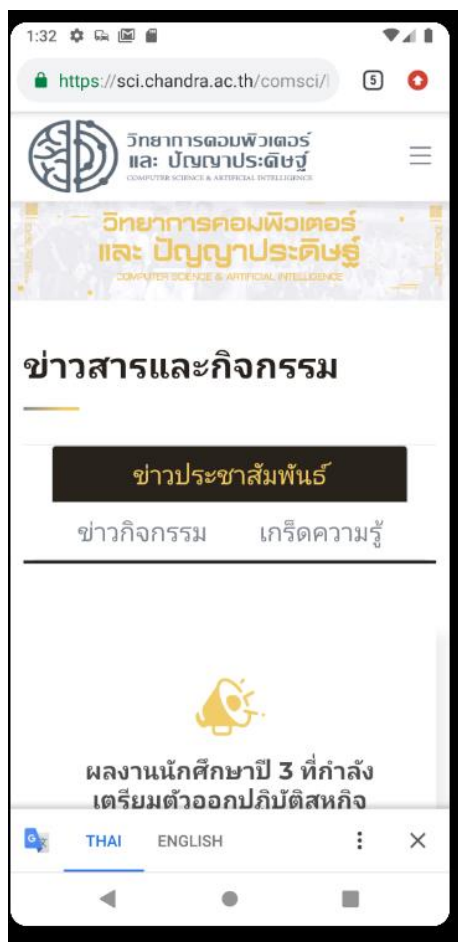 1:32
https://sci.chandra.ac.th/comsci/
5
วิทยาการคอมพิวเตอร์
และ ปัญญาประดิษฐ์
COMPUTER SCIENCE & ARTIFICIAL INTELLIGENCE
วิทยาการคอมพิวเตอร์
และ ปัญญาประดิษฐ์
COMPUTER SCIENCE & ARTIFICIAL INTELLIGENCE
ข่าวสารและกิจกรรม
ข่าวประชาสัมพันธ์
ข่าวกิจกรรม เกร็ดความรู้
ผลงานนักศึกษาปี 3 ที่กำลัง
เตรียมตัวออกปฏิบัติสหกิจ
THAI ENGLISH